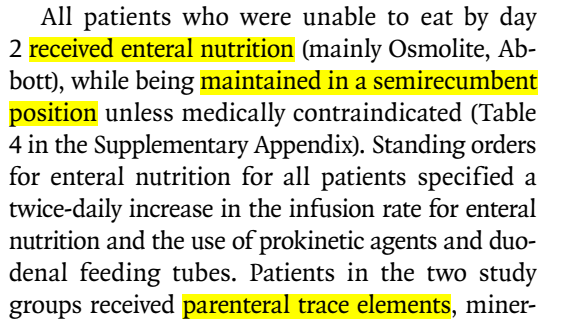 All patients who were unable to eat by day
2 received enteral nutrition (mainly Osmolite, Ab-
bott), while being maintained in a semirecumbent
position unless medically contraindicated (Table
4 in the Supplementary Appendix). Standing orders
for enteral nutrition for all patients specified a
twice-daily increase in the infusion rate for enteral
nutrition and the use of prokinetic agents and duo-
denal feeding tubes. Patients in the two study
groups received parenteral trace elements, miner-